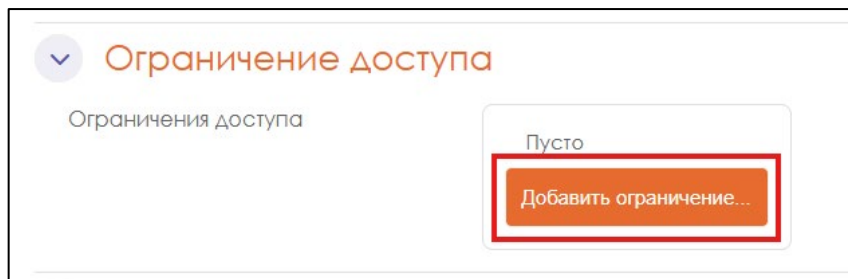 Ограничение доступа
Ограничения доступа
Пусто
Добавить ограничение...